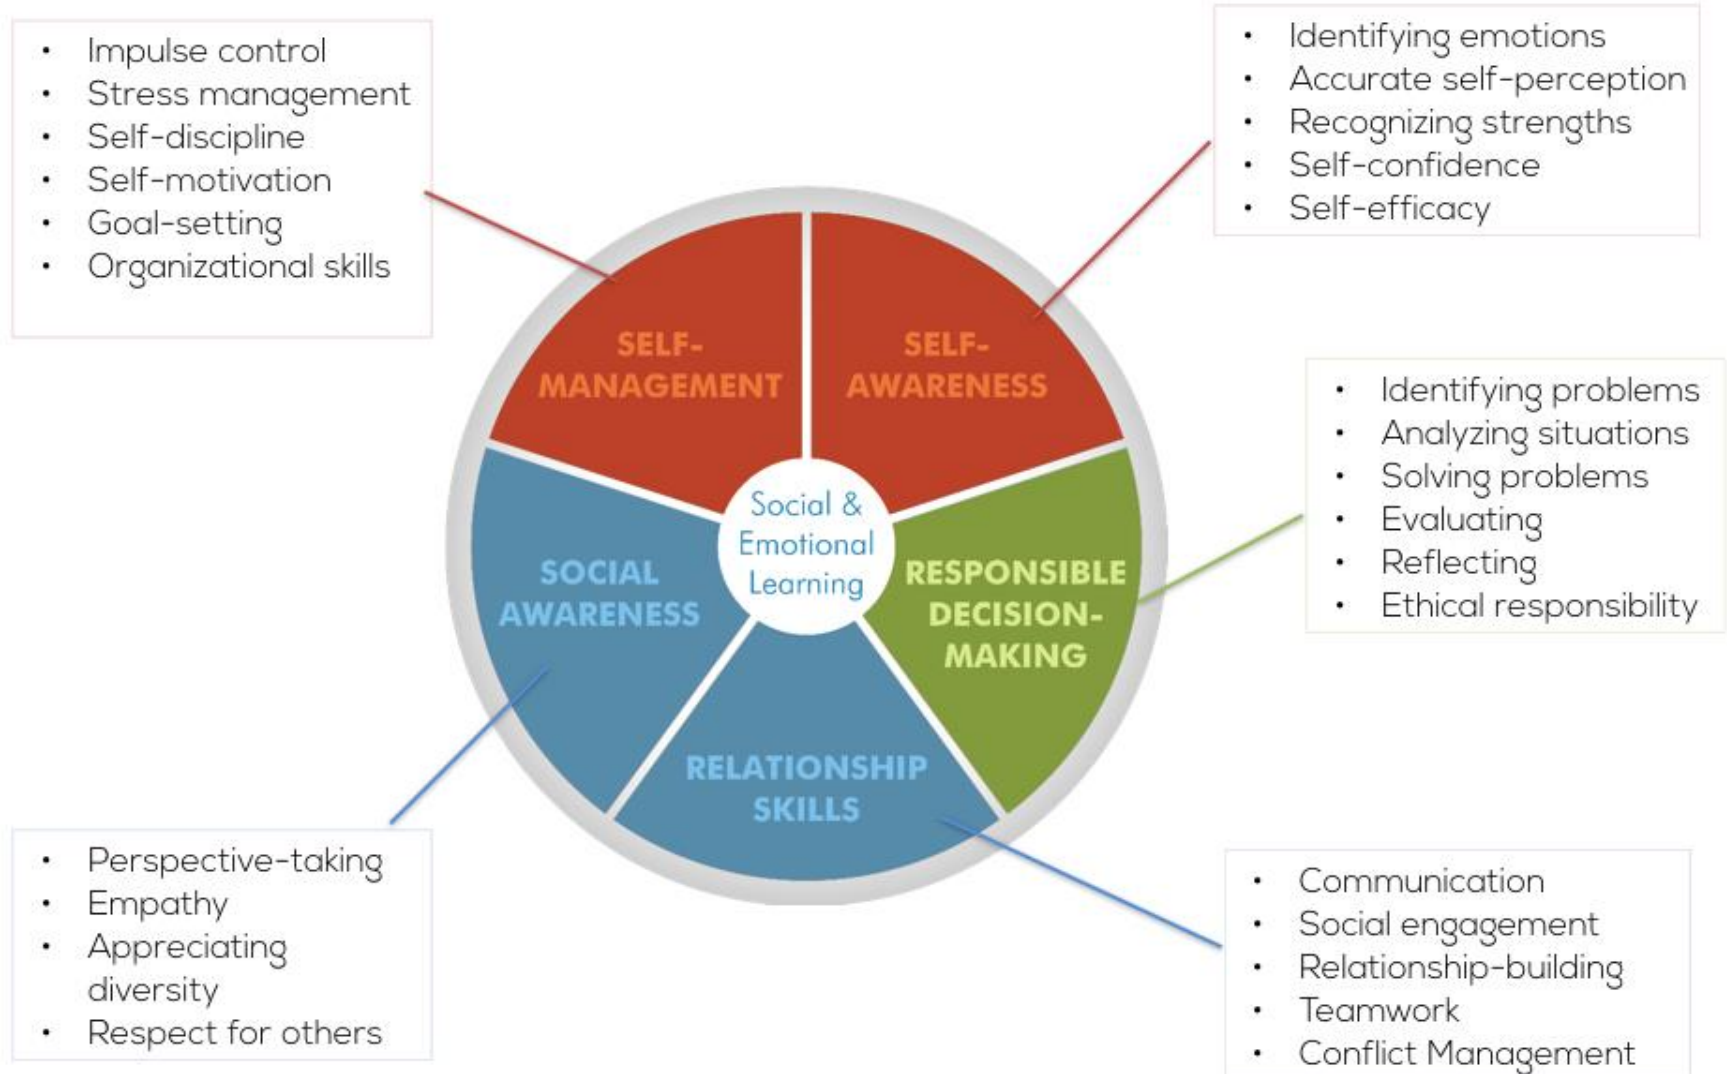 • Impulse control
• Stress management
• Self-discipline
• Self-motivation
• Goal-setting
• Organizational skills
• Identifying emotions
• Accurate self-perception
• Recognizing strengths
• Self-confidence
• Self-efficacy
SELF-
MANAGEMENT
SELF-
AWARENESS
• Identifying problems
• Analyzing situations
• Solving problems
• Evaluating
• Reflecting
• Ethical responsibility
Social &
Emotional
Learning
SOCIAL
AWARENESS
RESPONSIBLE
DECISION-
MAKING
RELATIONSHIP
SKILLS
• Perspective-taking
• Empathy
• Appreciating
diversity
• Respect for others
• Communication
• Social engagement
• Relationship-building
• Teamwork
• Conflict Management